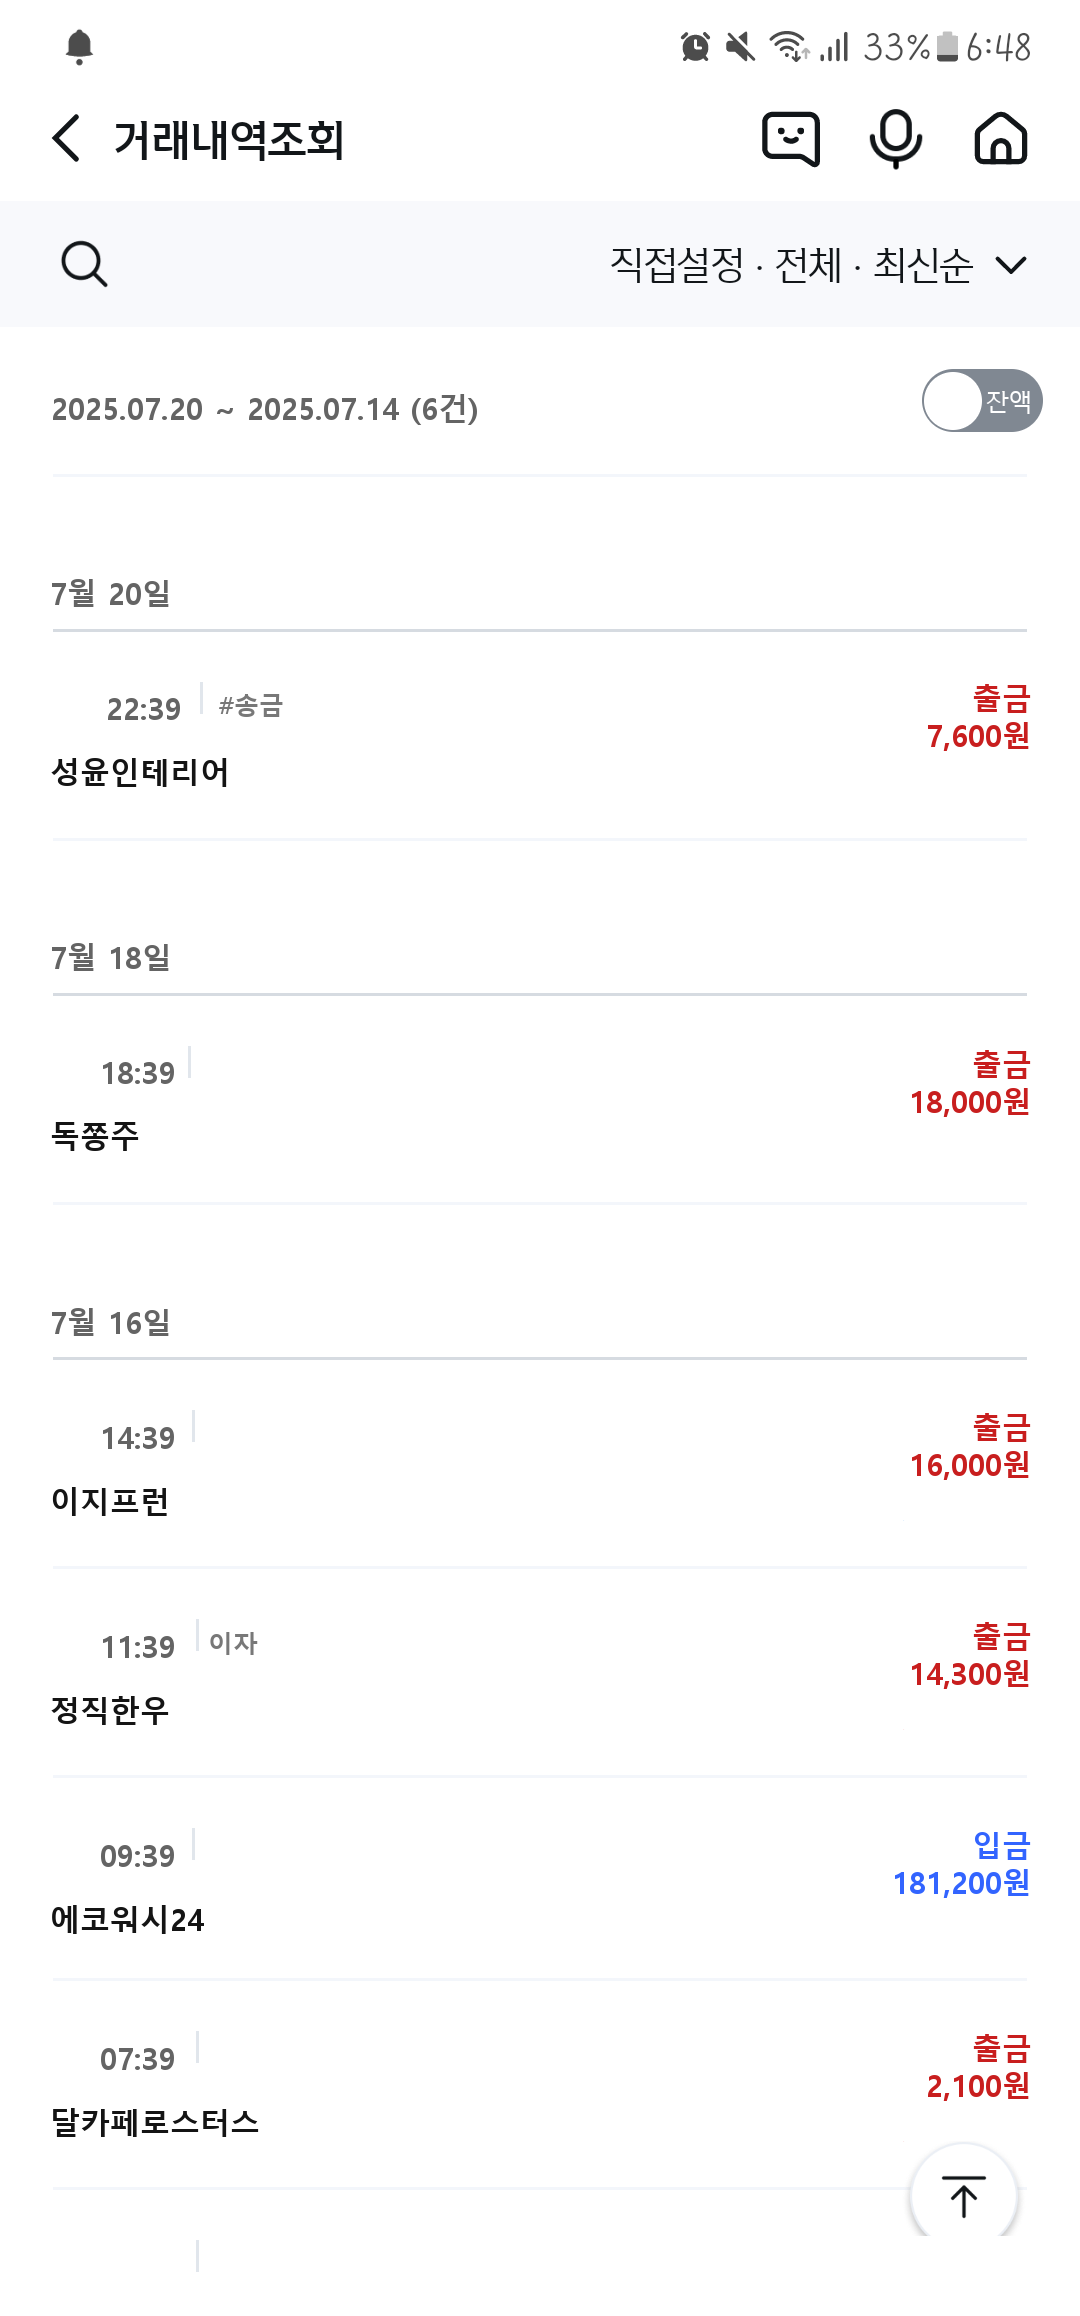 33% 6:48
거래내역조회
직접설정 · 전체 · 최신순
2025.07.20 ~ 2025.07.14 (6건)
잔액
7월 20일
22:39 #송금
출금
7,600원
성윤인테리어
7월 18일
18:39
출금
18,000원
독쫑주
7월 16일
14:39
출금
16,000원
이지프런
11:39 이자
출금
14,300원
정직한우
09:39
입금
181,200원
에코워시24
07:39
출금
2,100원
달카페로스터스